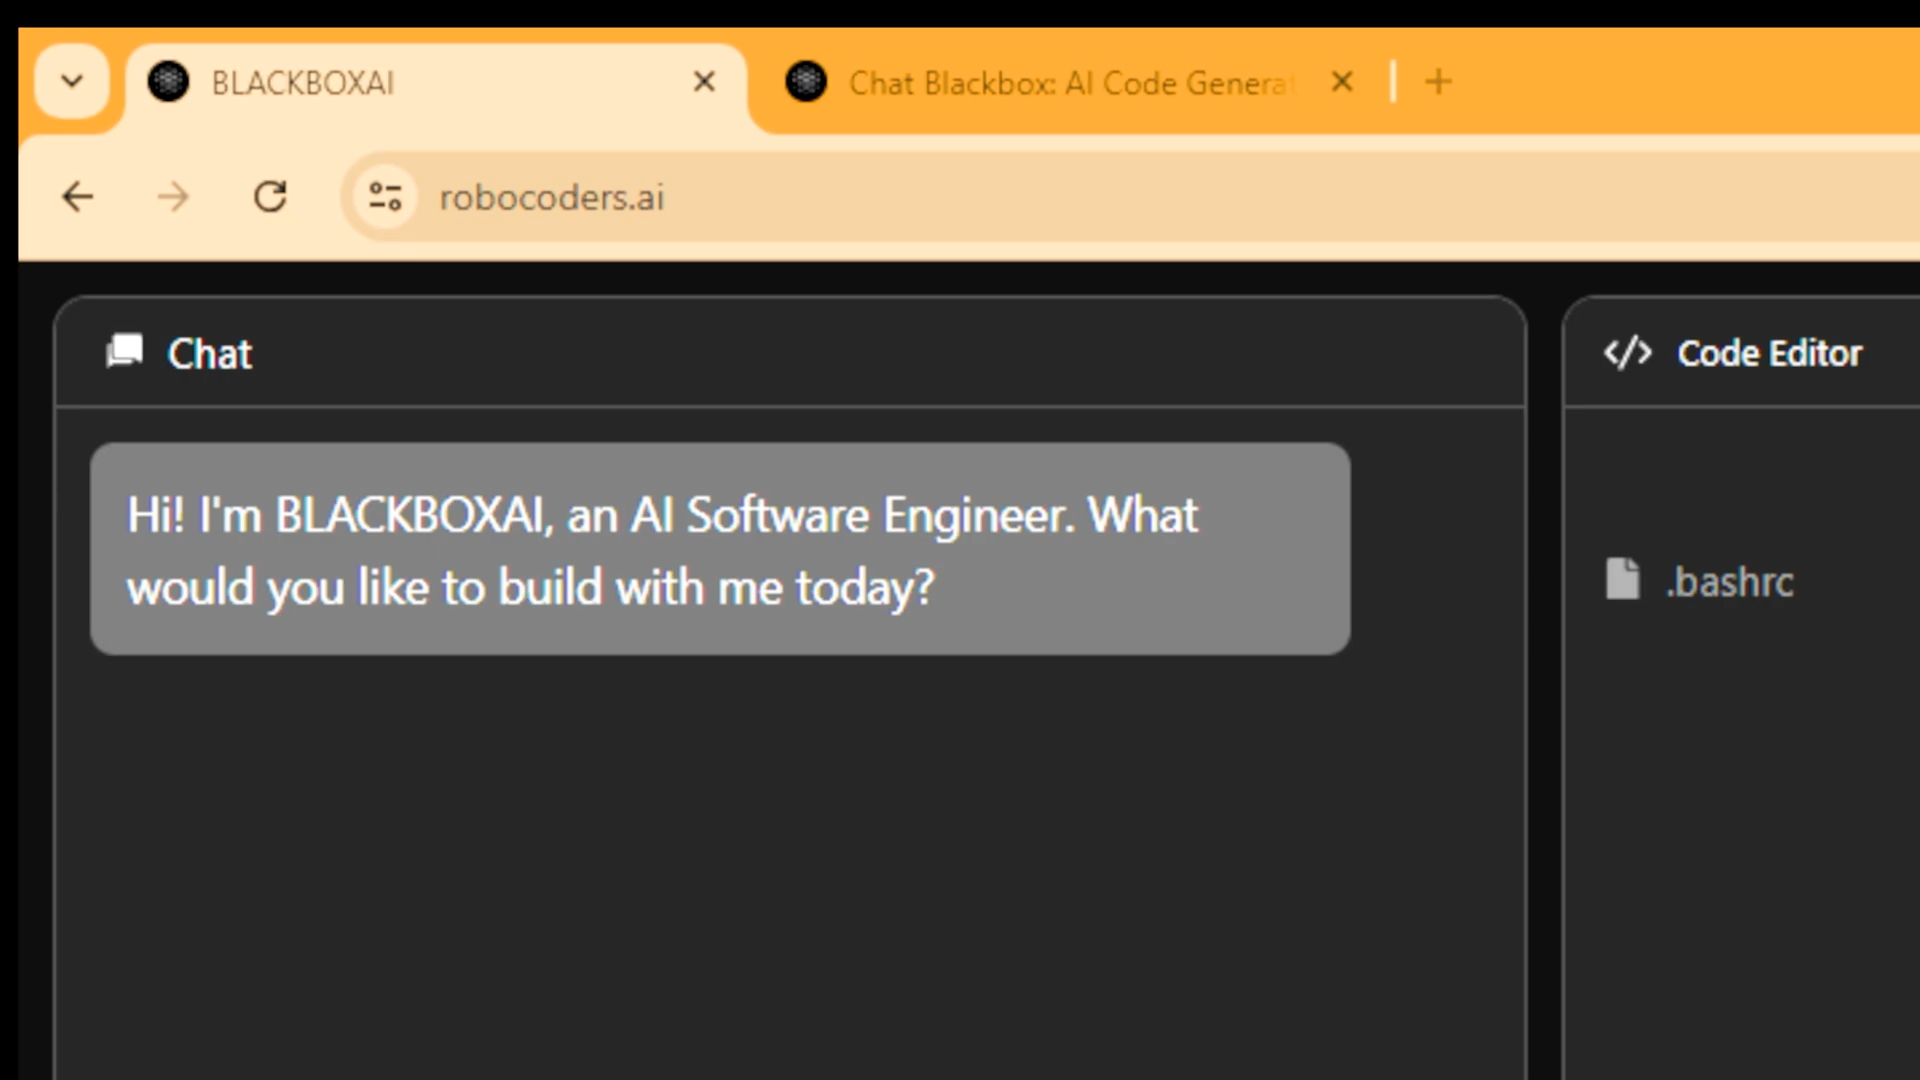 BLACKBOXAI
Chat Blackbox: AI Code Generat
robocoders.ai
Chat
Hi! I'm BLACKBOXAI, an AI Software Engineer. What
would you like to build with me today?
Code Editor
.bashrc